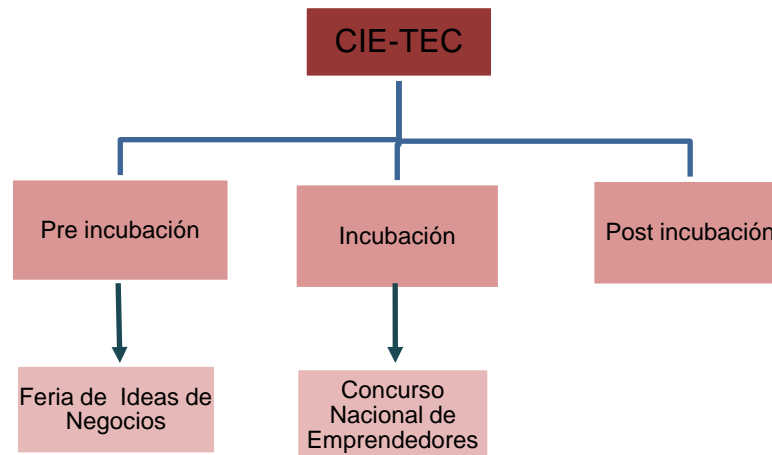 CIE-TEC
Pre incubación
Incubación
Post incubación
Feria de Ideas de
Negocios
Concurso
Nacional de
Emprendedores